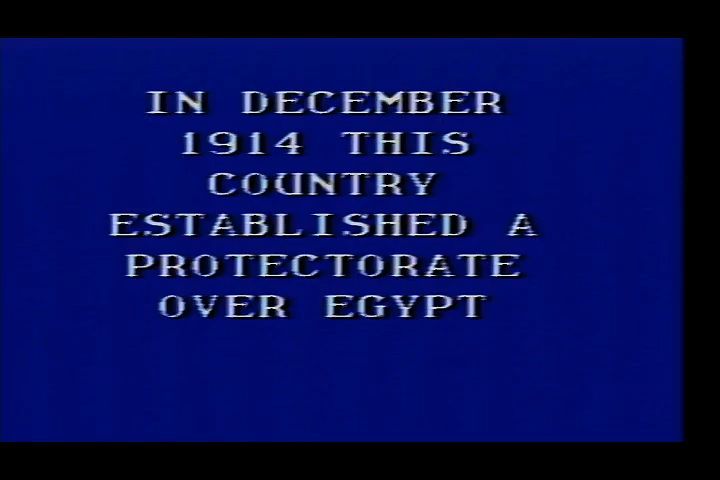 IN DECEMBER
1914 THIS
COUNTRY
ESTABLISHED A
PROTECTORATE
OVER EGYPT